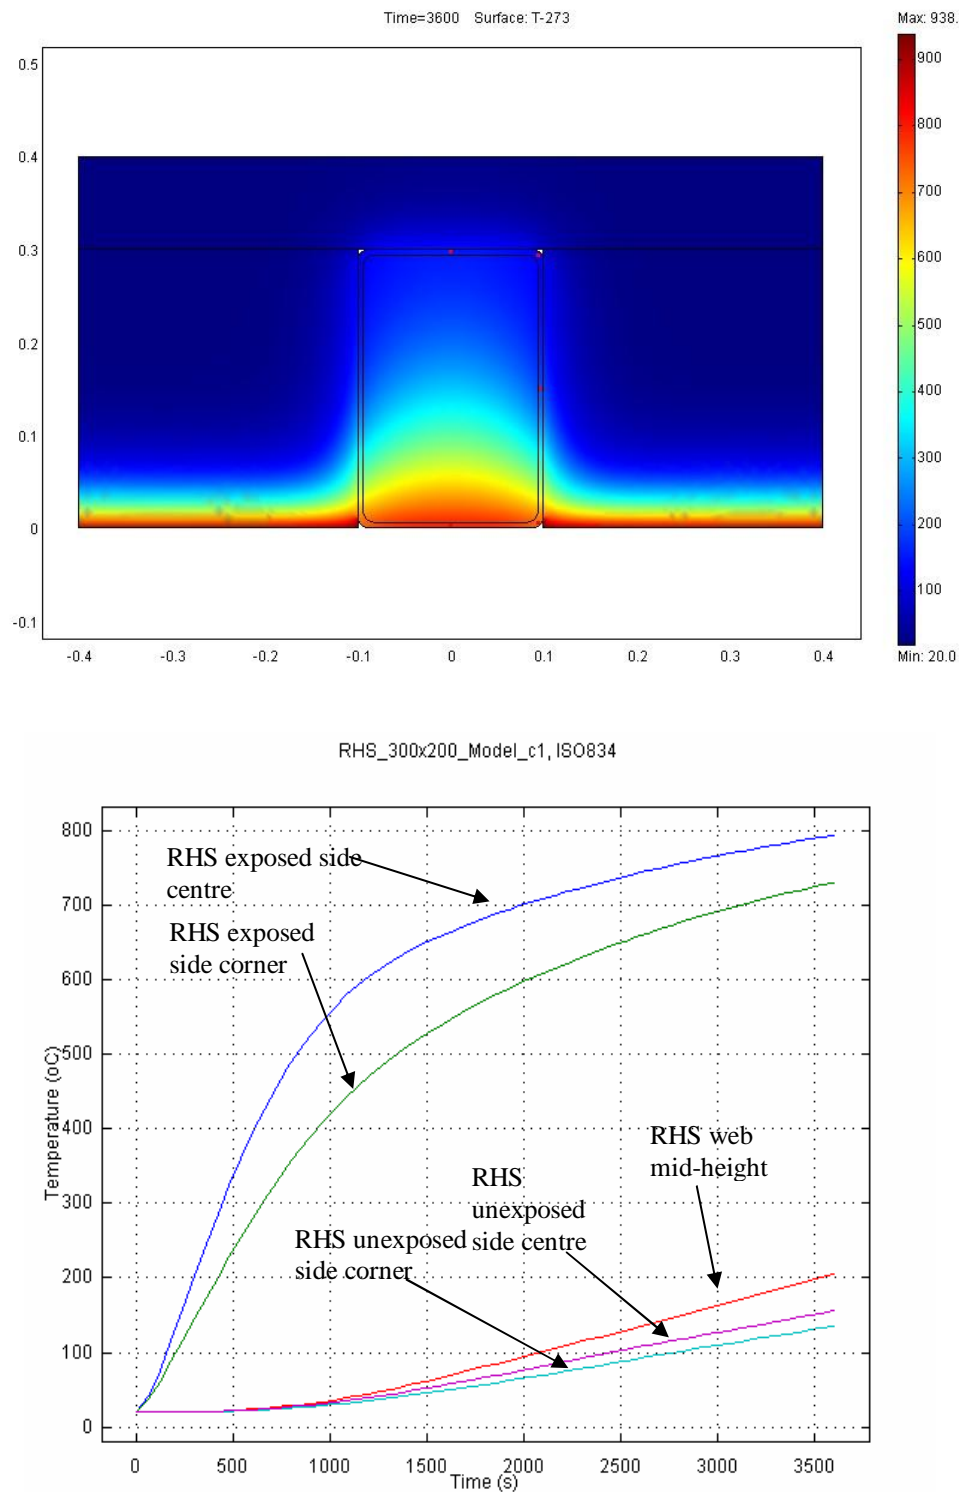 Time=3600 Surface: T-273
Max: 938.
0.5
0.4
0.3
0.2
0.1
0
-0.1
-0.4
-0.3
-0.2
-0.1
0
0.1
0.2
0.3
0.4
900
800
700
600
500
400
300
200
100
Min: 20.0
RHS_300x200_Model_c1, ISO834
800
700
600
500
400
300
200
100
0
Temperature (oC)
RHS exposed side
centre
RHS exposed
side corner
RHS web
mid-height
RHS
unexposed
side centre
RHS unexposed
side corner
0
500
1000
1500
2000
2500
3000
3500
Time (s)